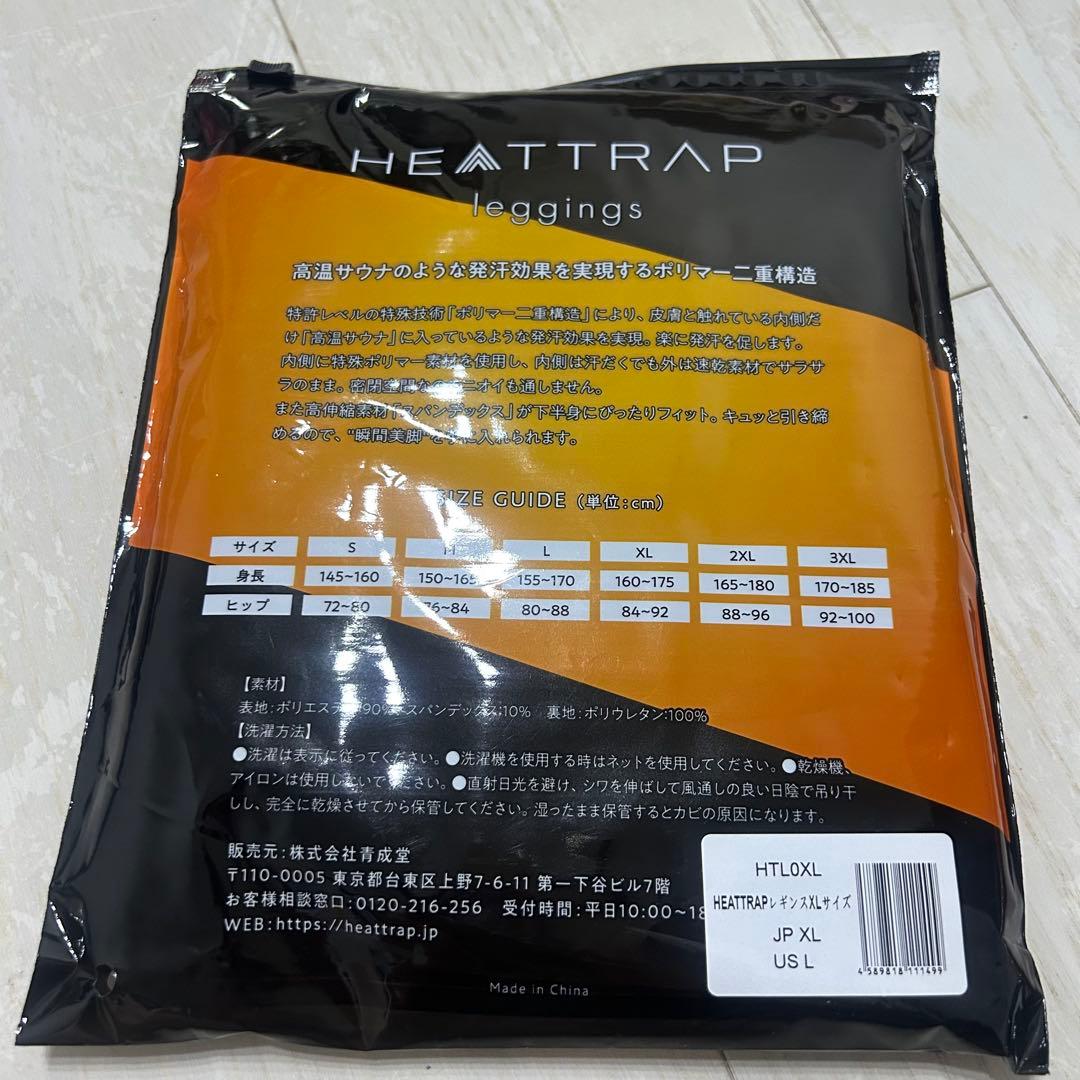 HEATTRAP
leggings
高温サウナのような発汗効果を実現するポリマー二重構造
特許レベルの特殊技術「ポリマー二重構造」により、皮膚と触れている内側だ
け「高温サウナ」に入っているような発汗効果を実現。楽に発汗を促します。
内側に特殊ポリマー素材を使用し、内側は汗だくでも外は速乾素材でサラサ
ラのまま。密閉空間な ニオイも通しません。
また高伸縮素材「スパンデックス」が下半身にぴったりフィット。キュッと引き締
めるので、"瞬間美脚"を手に入れられます。
SIZE GUIDE（単位:cm）
サイズ S M L XL 2XL 3XL
身長 145~160 150~165 155~170 160~175 165~180 170~185
ヒップ 72~80 76~84 80~88 84~92 88~96 92~100
【素材】
表地:ポリエステル90% スパンデックス:10% 裏地:ポリウレタン:100%
【洗濯方法】
●洗濯は表示に従ってください。●洗濯機を使用する時はネットを使用してください。●乾燥機、
アイロンは使用しないでください。●直射日光を避け、シワを伸ばして風通しの良い日陰で吊り干
しし、完全に乾燥させてから保管してください。湿ったまま保管するとカビの原因になります。
販売元:株式会社青成堂
〒110-0005 東京都台東区上野7-6-11 第一下谷ビル7階
お客様相談窓口:0120-216-256 受付時間:平日10:00~18
WEB:https://heattrap.jp
Made in China
HTL0XL
HEATTRAPレギンスXLサイズ
JP XL
US L
4 589818 111499